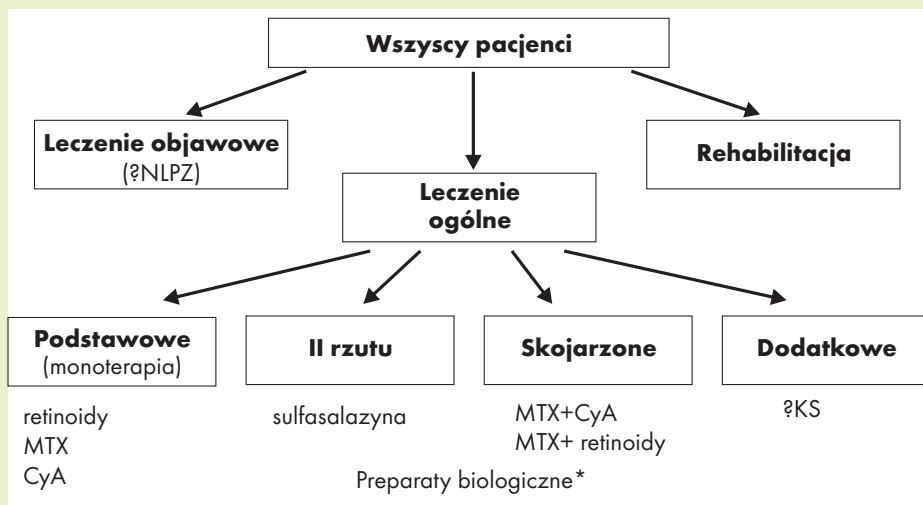 Wszyscy pacjenci
Leczenie objawowe
(?NLPZ)
Rehabilitacja
Leczenie
ogólne
Podstawowe
(monoterapia)
II rzutu
Skojarzone
Dodatkowe
retinoidy
MTX
CyA
sulfasalazyna
MTX+CyA
MTX+ retinoidy
?KS
Preparaty biologiczne*